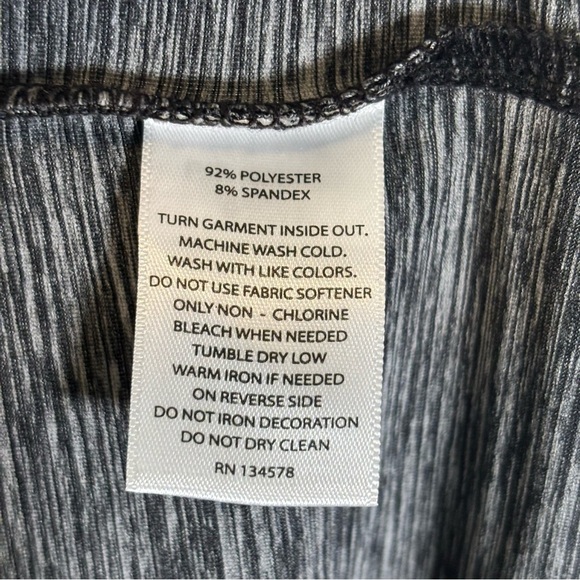 92% POLYESTER
8% SPANDEX
TURN GARMENT INSIDE OUT.
MACHINE WASH COLD.
WASH WITH LIKE COLORS.
DO NOT USE FABRIC SOFTENER
ONLY NON - CHLORINE
BLEACH WHEN NEEDED
TUMBLE DRY LOW
WARM IRON IF NEEDED
ON REVERSE SIDE
DO NOT IRON DECORATION
DO NOT DRY CLEAN
RN 134578